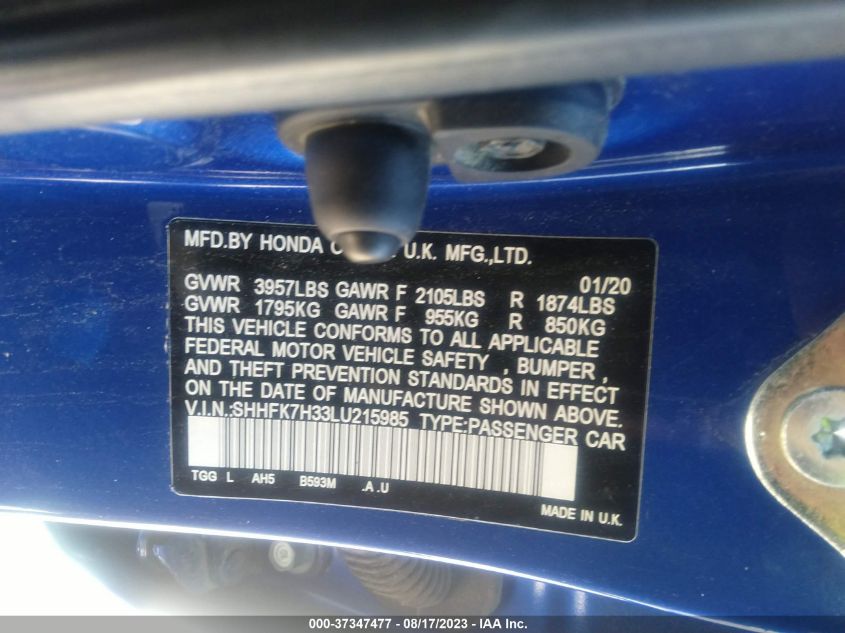 MFD.BY HONDA U.K. MFG.,LTD.
01/20
GVWR 3957LBS GAWR F 2105LBS R 1874LBS
GVWR 1795KG GAWR F 955KG R 850KG
THIS VEHICLE CONFORMS TO ALL APPLICABLE
FEDERAL MOTOR VEHICLE SAFETY , BUMPER ,
AND THEFT PREVENTION STANDARDS IN EFFECT
ON THE DATE OF MANUFACTURE SHOWN ABOVE.
V.I.N.:SHHFK7H33LU215985 TYPE:PASSENGER CAR
TGG L AH5 B593M .A .U
MADE IN U.K.
000-37347477 - 08/17/2023 - IAA Inc.